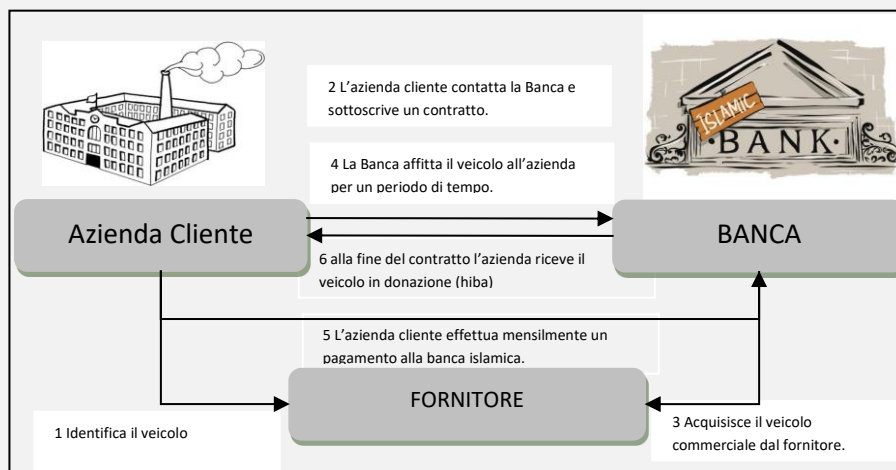 2 L'azienda cliente contatta la Banca e
sottoscrive un contratto.
ISLAMIC
·BANK·
4 La Banca affitta il veicolo all'azienda
per un periodo di tempo.
Azienda Cliente
BANCA
6 alla fine del contratto l'azienda riceve il
veicolo in donazione (hiba)
5 L'azienda cliente effettua mensilmente un
pagamento alla banca islamica.
FORNITORE
1 Identifica il veicolo
3 Acquisisce il veicolo
commerciale dal fornitore.